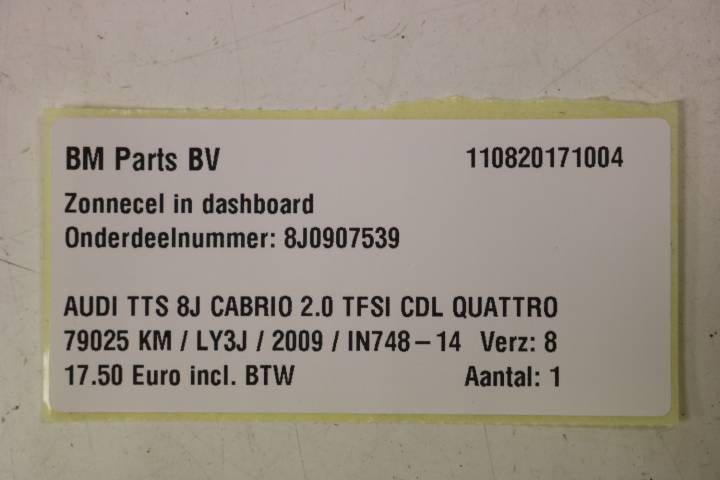 BM Parts BV 110820171004
Zonnecel in dashboard
Onderdeelnummer: 8J0907539
AUDI TTS 8J CABRIO 2.0 TFSI CDL QUATTRO
79025 KM / LY3J / 2009 / IN748-14 Verz: 8
17.50 Euro incl. BTW Aantal: 1